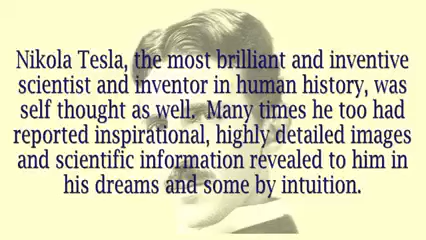 Nikola Tesla, the most brilliant and inventive
scientist and inventor in human history, was
self thought as well. Many times he too had
reported inspirational, highly detailed images
and scientific information revealed to him in
his dreams and some by intuition.